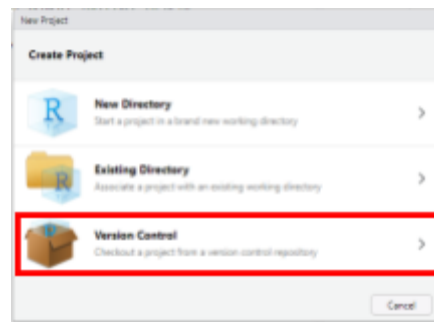 New Project
Create Project
R
New Directory
Start a project in a brand new working directory
R
Existing Directory
Associate a project with an existing working directory
Version Control
Checkout a project from a version control repository
Cancel